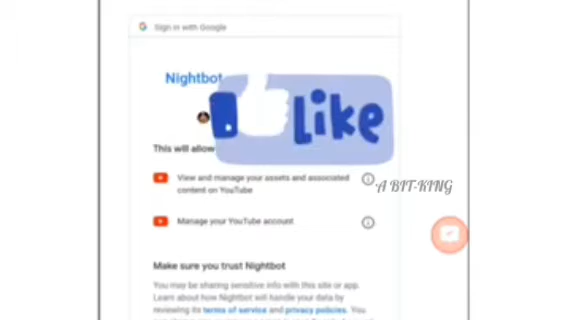 Sign in with Google
Nightbot
Like
This will allow
View and manage your assets and associated
content on YouTube
A BIT-KING
Manage your YouTube account
Make sure you trust Nightbot
You may be sharing sensitive info with this site or app.
Learn about how Nightbot will handle your data by
reviewing its terms of service and privacy policies. You